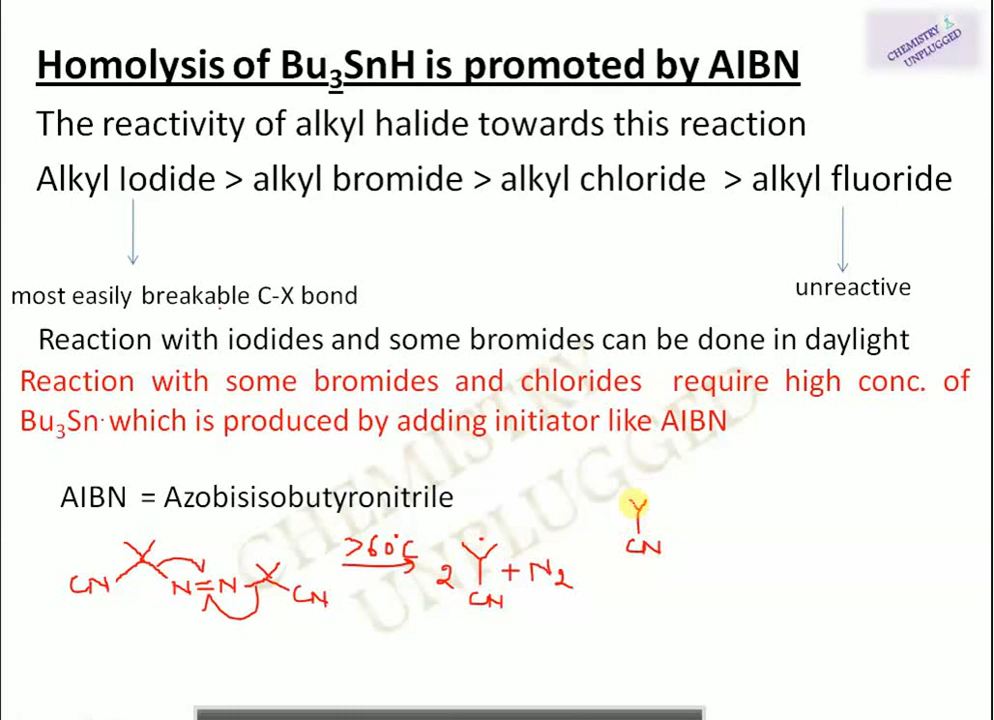 CHEMISTRY
UNPLUGGED
Homolysis of Bu₃SnH is promoted by AIBN
The reactivity of alkyl halide towards this reaction
Alkyl Iodide > alkyl bromide > alkyl chloride > alkyl fluoride
most easily breakable C-X bond
unreactive
Reaction with iodides and some bromides can be done in daylight
Reaction with some bromides and chlorides require high conc. of
Bu₃Sn· which is produced by adding initiator like AIBN
CHEMISTRY
UNPLUGGED
AIBN = Azobisisobutyronitrile
CN N=N CN >60°C 2 CN + N₂
CN